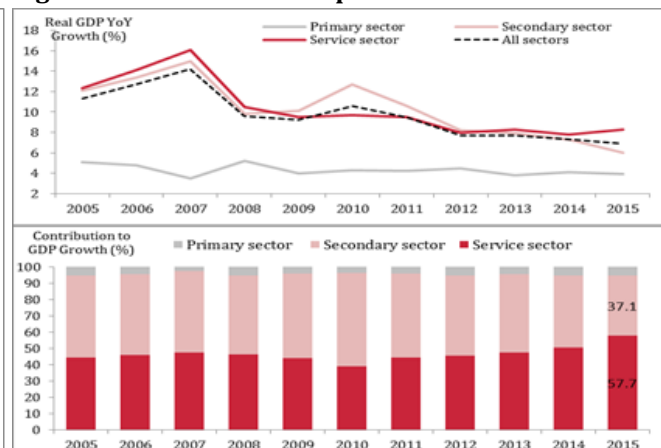 Real GDP YoY
Growth (%)
Primary sector
Secondary sector
Service sector
All sectors
18
16
14
12
10
8
6
4
2
2005 2006 2007 2008 2009 2010 2011 2012 2013 2014 2015
Contribution to
GDP Growth (%)
Primary sector Secondary sector Service sector
100
90
80
70
60
50
40
30
20
10
0
37.1
57.7
2005 2006 2007 2008 2009 2010 2011 2012 2013 2014 2015